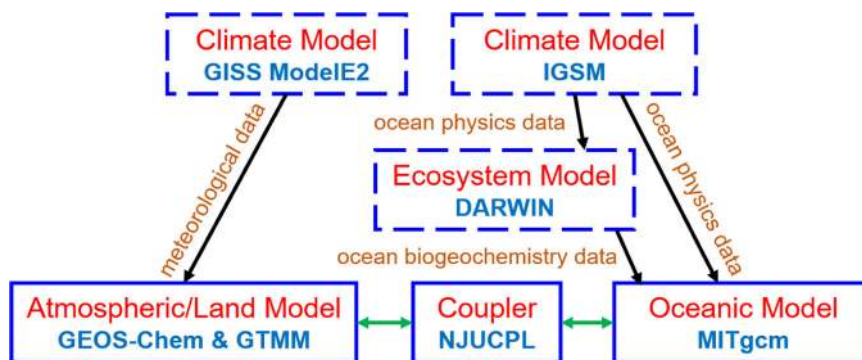 Climate Model
GISS ModelE2
Climate Model
IGSM
meteorological data
ocean physics data
ocean physics data
Ecosystem Model
DARWIN
ocean biogeochemistry data
Atmospheric/Land Model
GEOS-Chem & GTMM
Coupler
NJUCPL
Oceanic Model
MITgcm